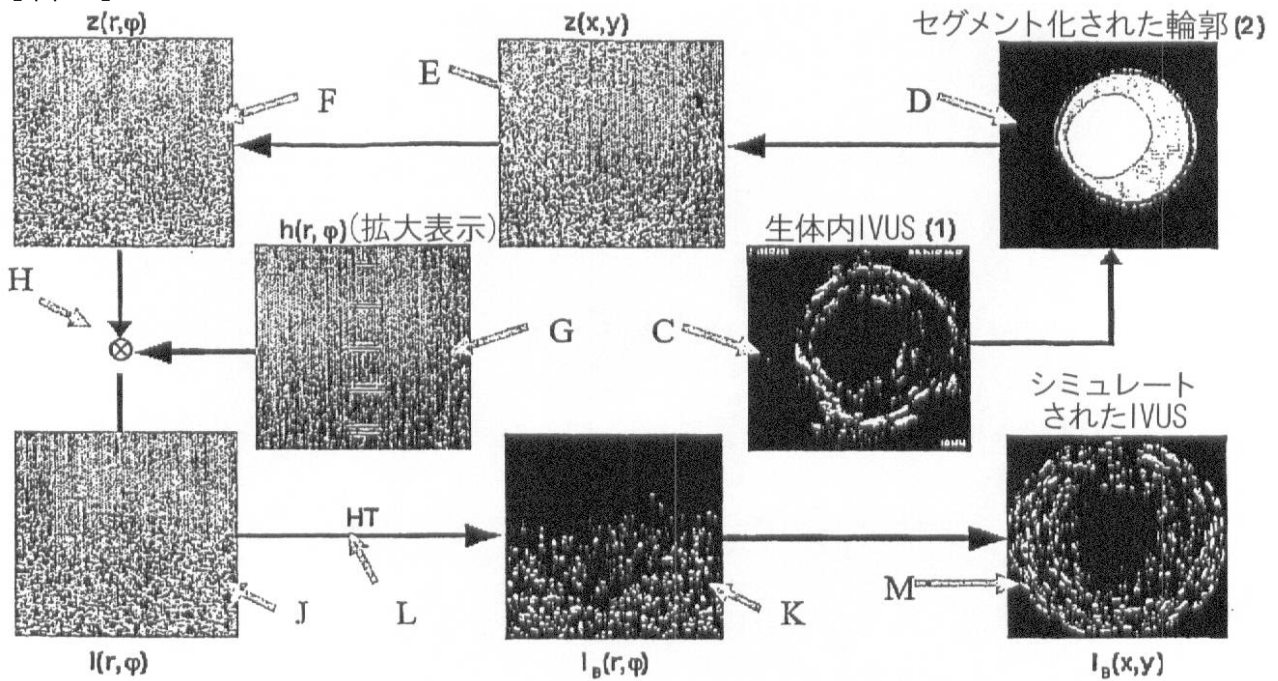 z(r,φ)
z(x,y)
セグメント化された輪郭(2)
F
E
D
h(r, φ)(拡大表示)
生体内IVUS (1)
H
G
C
シミュレート
されたIVUS
HT
J
L
K
M
I(r,φ)
I_B(r,φ)
I_B(x,y)